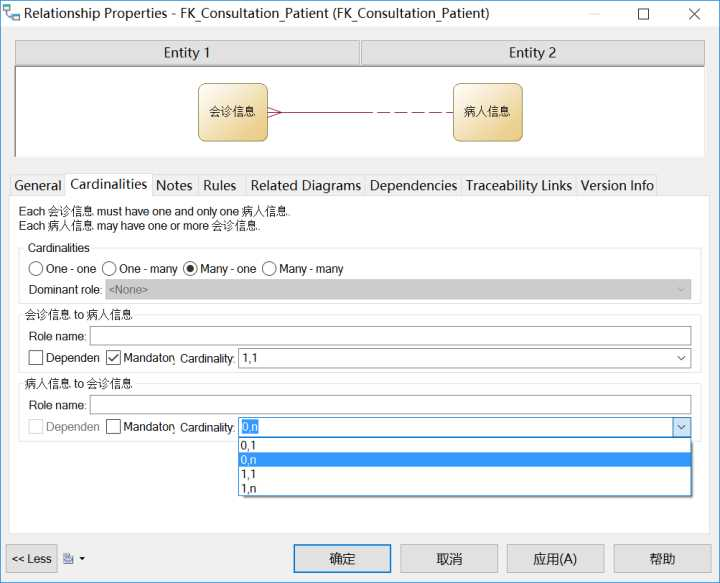 Relationship Properties - FK_Consultation_Patient (FK_Consultation_Patient)
Entity 1 Entity 2
会诊信息 病人信息
General Cardinalities Notes Rules Related Diagrams Dependencies Traceability Links Version Info
Each 会诊信息 must have one and only one 病人信息.
Each 病人信息 may have one or more 会诊信息.
Cardinalities
One - one One - many Many - one Many - many
Dominant role: <None>
会诊信息 to 病人信息
Role name:
Dependen Mandatory Cardinality: 1,1
病人信息 to 会诊信息
Role name:
Dependen Mandatory Cardinality: 0,n
0,1
0,n
1,1
1,n
<< Less 确定 取消 应用(A) 帮助